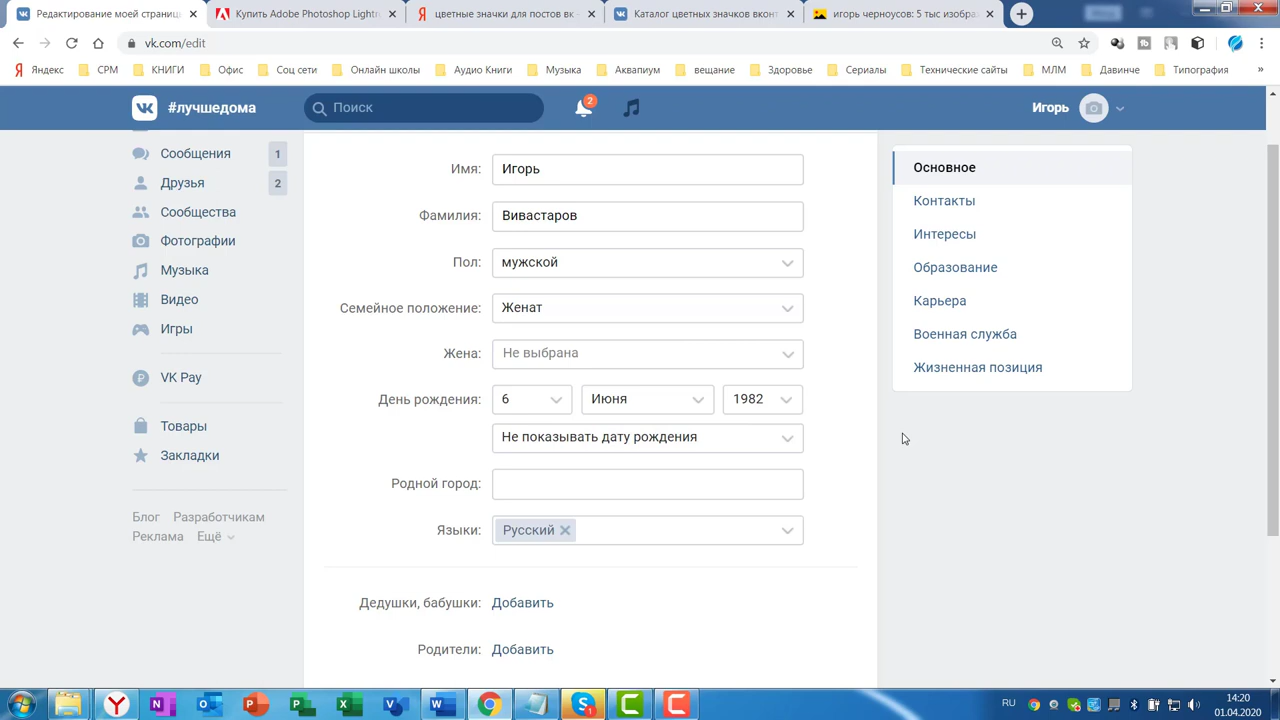 Редактирование моей страниц
Купить Adobe Photoshop Lightr
цветные значки для постов в -
Каталог цветных значков вконт
игорь черноусов: 5 тыс изобра
vk.com/edit
Яндекс
СРМ
КНИГИ
Офис
Соц сети
Онлайн школы
Аудио Книги
Музыка
Аквапиум
вещание
Здоровье
Сериалы
Технические сайты
МЛМ
Давинче
Типография
»
#лучшедома
Поиск
2
Игорь
Сообщения 1
Друзья 2
Сообщества
Фотографии
Музыка
Видео
Игры
VK Pay
Товары
Закладки
Блог Разработчикам
Реклама Ещё
Имя: Игорь
Фамилия: Вивастаров
Пол: мужской
Семейное положение: Женат
Жена: Не выбрана
День рождения: 6 Июня 1982
Не показывать дату рождения
Родной город:
Языки: Русский
Дедушки, бабушки: Добавить
Родители: Добавить
Основное
Контакты
Интересы
Образование
Карьера
Военная служба
Жизненная позиция
RU
14:20
01.04.2020